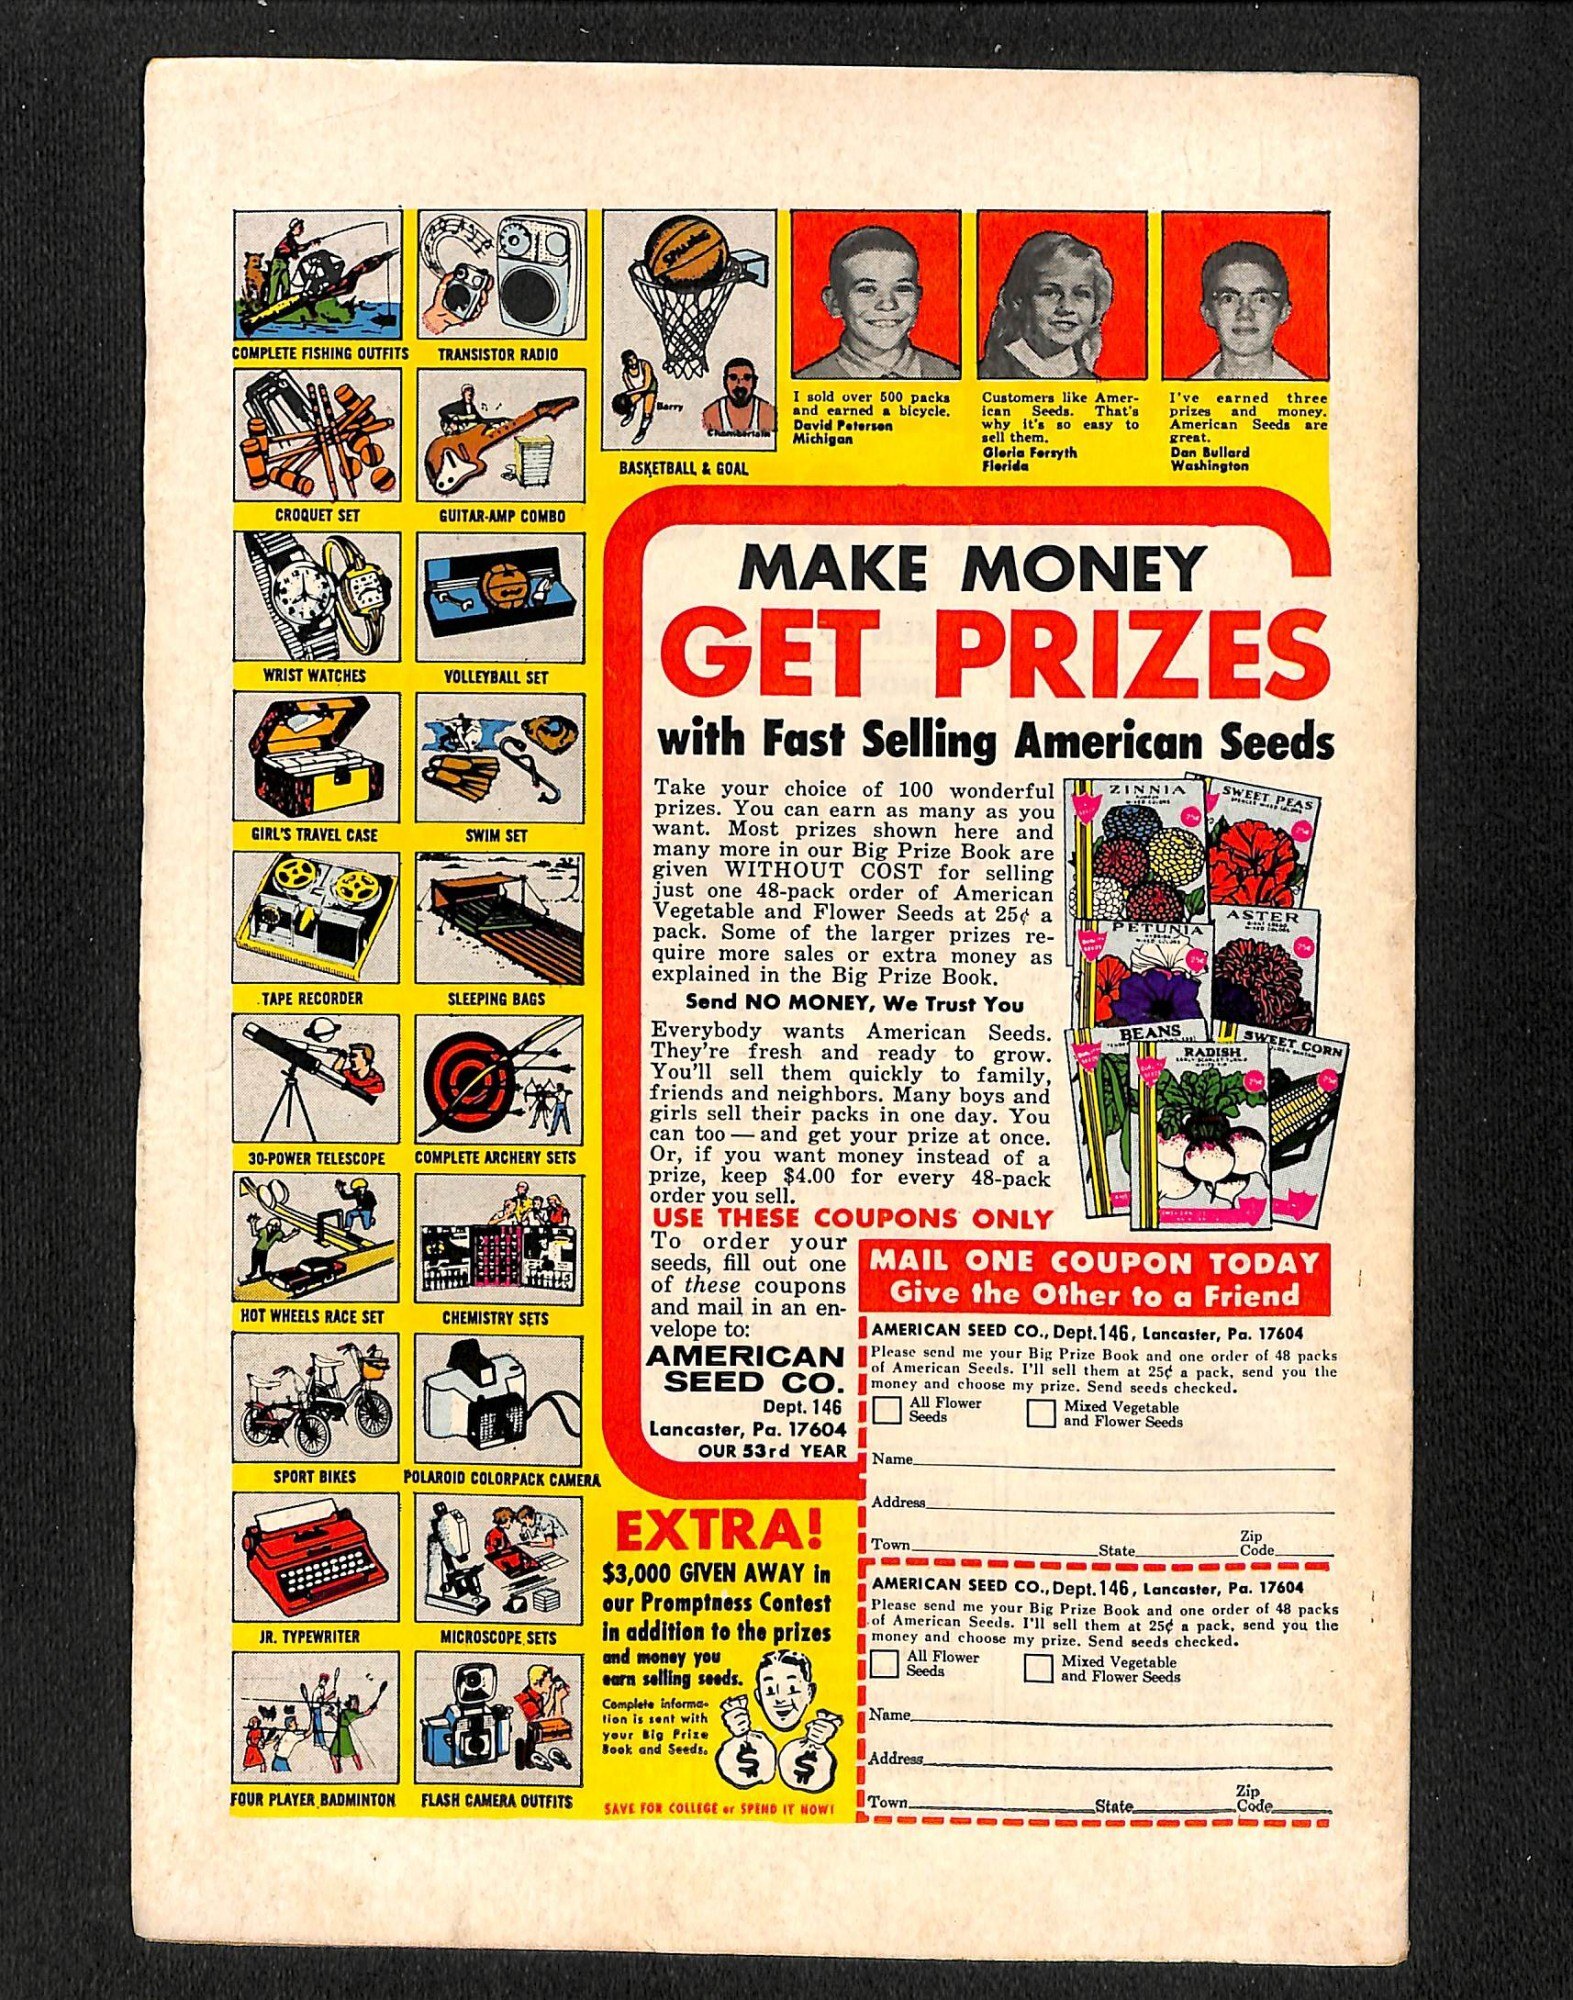 COMPLETE FISHING OUTFITS
TRANSISTOR RADIO
CROQUET SET
GUITAR-AMP COMBO
WRIST WATCHES
VOLLEYBALL SET
GIRL'S TRAVEL CASE
SWIM SET
TAPE RECORDER
SLEEPING BAGS
30-POWER TELESCOPE
COMPLETE ARCHERY SETS
HOT WHEELS RACE SET
CHEMISTRY SETS
SPORT BIKES
POLAROID COLORPACK CAMERA
JR. TYPEWRITER
MICROSCOPE SETS
FOUR PLAYER BADMINTON
FLASH CAMERA OUTFITS
SPALDING
Barry
Chamberlain
BASKETBALL & GOAL
I sold over 500 packs
and earned a bicycle.
David Peterson
Michigan
Customers like Amer-
ican Seeds. That's
why it's so easy to
sell them.
Gloria Forsyth
Florida
I've earned three
prizes and money.
American Seeds are
great.
Dan Bullard
Washington
MAKE MONEY
GET PRIZES
with Fast Selling American Seeds
Take your choice of 100 wonderful
prizes. You can earn as many as you
want. Most prizes shown here and
many more in our Big Prize Book are
given WITHOUT COST for selling
just one 48-pack order of American
Vegetable and Flower Seeds at 25¢ a
pack. Some of the larger prizes re-
quire more sales or extra money as
explained in the Big Prize Book.
Send NO MONEY, We Trust You
Everybody wants American Seeds.
They're fresh and ready to grow.
You'll sell them quickly to family,
friends and neighbors. Many boys and
girls sell their packs in one day. You
can too — and get your prize at once.
Or, if you want money instead of a
prize, keep $4.00 for every 48-pack
order you sell.
USE THESE COUPONS ONLY
To order your
seeds, fill out one
of these coupons
and mail in an en-
velope to:
AMERICAN
SEED CO.
Dept. 146
Lancaster, Pa. 17604
OUR 53rd YEAR
ZINNIA
MIXED COLORS
25¢
SWEET PEAS
MIXED COLORS
25¢
PETUNIA
MIXED COLORS
25¢
ASTER
MIXED COLORS
25¢
BEANS
RADISH
25¢
SWEET CORN
25¢
MAIL ONE COUPON TODAY
Give the Other to a Friend
AMERICAN SEED CO., Dept. 146, Lancaster, Pa. 17604
Please send me your Big Prize Book and one order of 48 packs
of American Seeds. I'll sell them at 25¢ a pack, send you the
money and choose my prize. Send seeds checked.
All Flower
Seeds
Mixed Vegetable
and Flower Seeds
Name
Address
Town State Zip
Code
AMERICAN SEED CO., Dept. 146, Lancaster, Pa. 17604
Please send me your Big Prize Book and one order of 48 packs
of American Seeds. I'll sell them at 25¢ a pack, send you the
money and choose my prize. Send seeds checked.
All Flower
Seeds
Mixed Vegetable
and Flower Seeds
Name
Address
Town State Zip
Code
EXTRA!
$3,000 GIVEN AWAY in
our Promptness Contest
in addition to the prizes
and money you
earn selling seeds.
Complete informa-
tion is sent with
your Big Prize
Book and Seeds.
$ $
SAVE FOR COLLEGE or SPEND IT NOW!